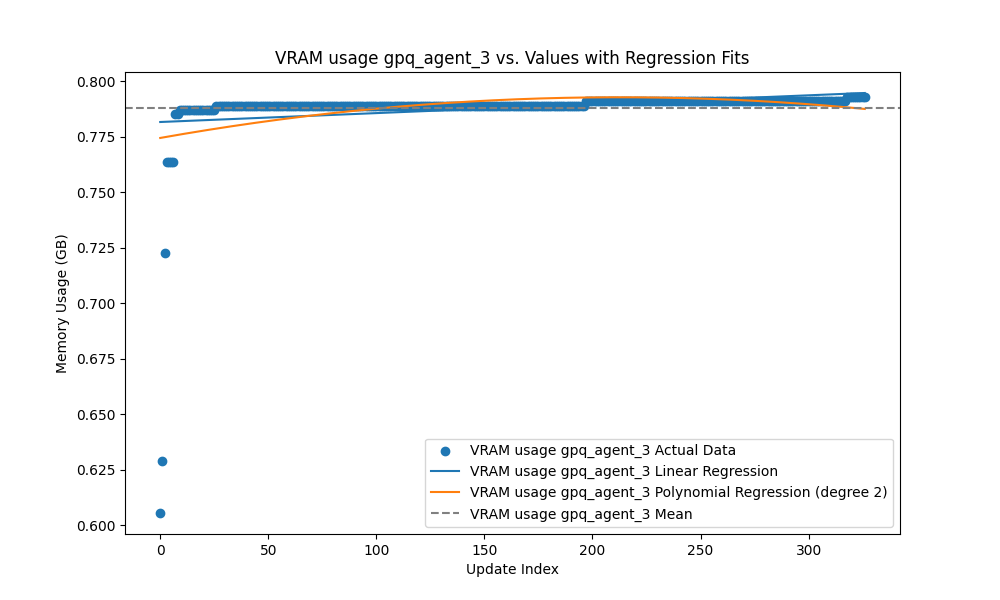 VRAM usage gpq_agent_3 vs. Values with Regression Fits
0.800
0.775
0.750
0.725
0.700
0.675
0.650
0.625
0.600
Memory Usage (GB)
VRAM usage gpq_agent_3 Actual Data
VRAM usage gpq_agent_3 Linear Regression
VRAM usage gpq_agent_3 Polynomial Regression (degree 2)
VRAM usage gpq_agent_3 Mean
0 50 100 150 200 250 300
Update Index